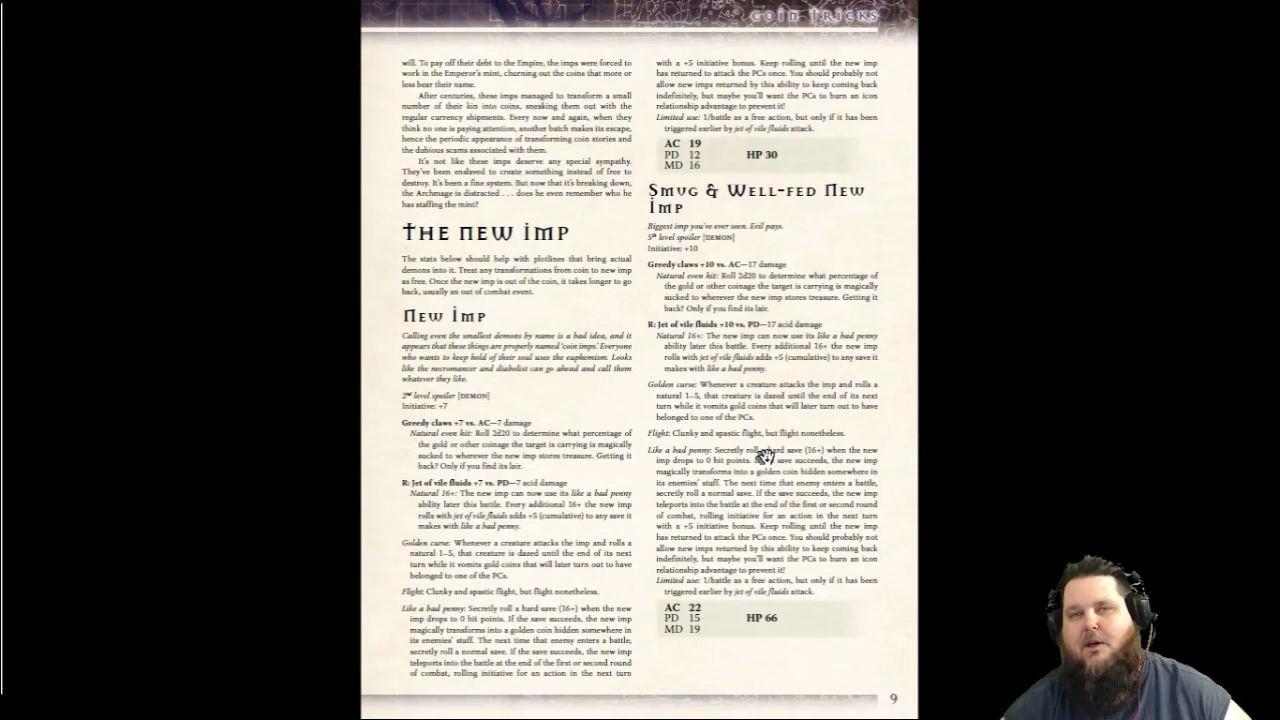 COIN TRICKS
will. To pay off their debt to the Empire, the imps were forced to
work in the Emperor's mint, churning out the coins that more or
less bear their name.
After centuries, these imps managed to transform a small
number of their kin into coins, sneaking them out with the
regular currency shipments. Every now and again, when they
think no one is paying attention, another batch makes its escape,
hence the periodic appearance of transforming coin stories and
the dubious scams associated with them.
It's not like these imps deserve any special sympathy.
They've been enslaved to create something instead of free to
destroy. It's been a fine system. But now that it's breaking down,
the Archmage is distracted . . . does he even remember who he
has staffing the mint?
THE NEW IMP
The stats below should help with plotlines that bring actual
demons into it. Treat any transformations from coin to new imp
as free. Once the new imp is out of the coin, it takes longer to go
back, usually an out of combat event.
NEW IMP
Calling even the smallest demons by name is a bad idea, and it
appears that these things are properly named 'coin imps.' Everyone
who wants to keep hold of their soul uses the euphemism. Looks
like the necromancer and diabolist can go ahead and call them
whatever they like.
2nd level spoiler [DEMON]
Initiative: +7
Greedy claws +7 vs. AC—7 damage
Natural even hit: Roll 2d20 to determine what percentage of
the gold or other coinage the target is carrying is magically
sucked to wherever the new imp stores treasure. Getting it
back? Only if you find its lair.
R: Jet of vile fluids +7 vs. PD—7 acid damage
Natural 16+: The new imp can now use its like a bad penny
ability later this battle. Every additional 16+ the new imp
rolls with jet of vile fluids adds +5 (cumulative) to any save it
makes with like a bad penny.
Golden curse: Whenever a creature attacks the imp and rolls a
natural 1–5, that creature is dazed until the end of its next
turn while it vomits gold coins that will later turn out to have
belonged to one of the PCs.
Flight: Clunky and spastic flight, but flight nonetheless.
Like a bad penny: Secretly roll a hard save (16+) when the new
imp drops to 0 hit points. If the save succeeds, the new imp
magically transforms into a golden coin hidden somewhere in
its enemies' stuff. The next time that enemy enters a battle,
secretly roll a normal save. If the save succeeds, the new imp
teleports into the battle at the end of the first or second round
of combat, rolling initiative for an action in the next turn
with a +5 initiative bonus. Keep rolling until the new imp
has returned to attack the PCs once. You should probably not
allow new imps returned by this ability to keep coming back
indefinitely, but maybe you'll want the PCs to burn an icon
relationship advantage to prevent it!
Limited use: 1/battle as a free action, but only if it has been
triggered earlier by jet of vile fluids attack.
AC 19
PD 12 HP 30
MD 16
SMUG & WELL-FED NEW
IMP
Biggest imp you've ever seen. Evil pays.
5th level spoiler [DEMON]
Initiative: +10
Greedy claws +10 vs. AC—17 damage
Natural even hit: Roll 2d20 to determine what percentage of
the gold or other coinage the target is carrying is magically
sucked to wherever the new imp stores treasure. Getting it
back? Only if you find its lair.
R: Jet of vile fluids +10 vs. PD—17 acid damage
Natural 16+: The new imp can now use its like a bad penny
ability later this battle. Every additional 16+ the new imp
rolls with jet of vile fluids adds +5 (cumulative) to any save it
makes with like a bad penny.
Golden curse: Whenever a creature attacks the imp and rolls a
natural 1–5, that creature is dazed until the end of its next
turn while it vomits gold coins that will later turn out to have
belonged to one of the PCs.
Flight: Clunky and spastic flight, but flight nonetheless.
Like a bad penny: Secretly roll hard save (16+) when the new
imp drops to 0 hit points. save succeeds, the new imp
magically transforms into a golden coin hidden somewhere in
its enemies' stuff. The next time that enemy enters a battle,
secretly roll a normal save. If the save succeeds, the new imp
teleports into the battle at the end of the first or second round
of combat, rolling initiative for an action in the next turn
with a +5 initiative bonus. Keep rolling until the new imp
has returned to attack the PCs once. You should probably not
allow new imps returned by this ability to keep coming back
indefinitely, but maybe you'll want the PCs to burn an icon
relationship advantage to prevent it!
Limited use: 1/battle as a free action, but only if it has been
triggered earlier by jet of vile fluids attack.
AC 22
PD 15 HP 66
MD 19
9